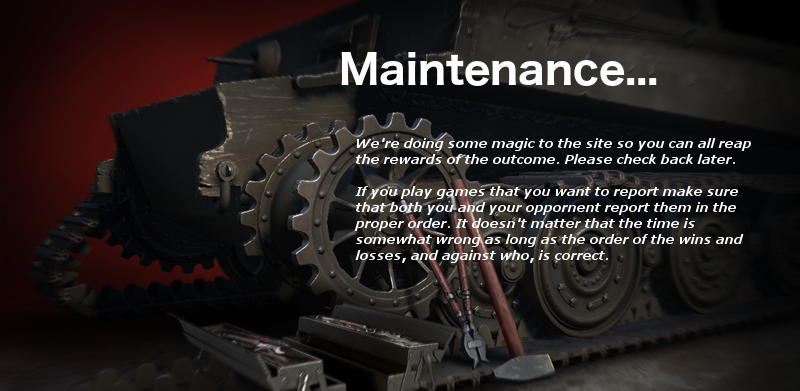 Maintenance...
We're doing some magic to the site so you can all reap
the rewards of the outcome. Please check back later.
If you play games that you want to report make sure
that both you and your oppornent report them in the
proper order. It doesn't matter that the time is
somewhat wrong as long as the order of the wins and
losses, and against who, is correct.